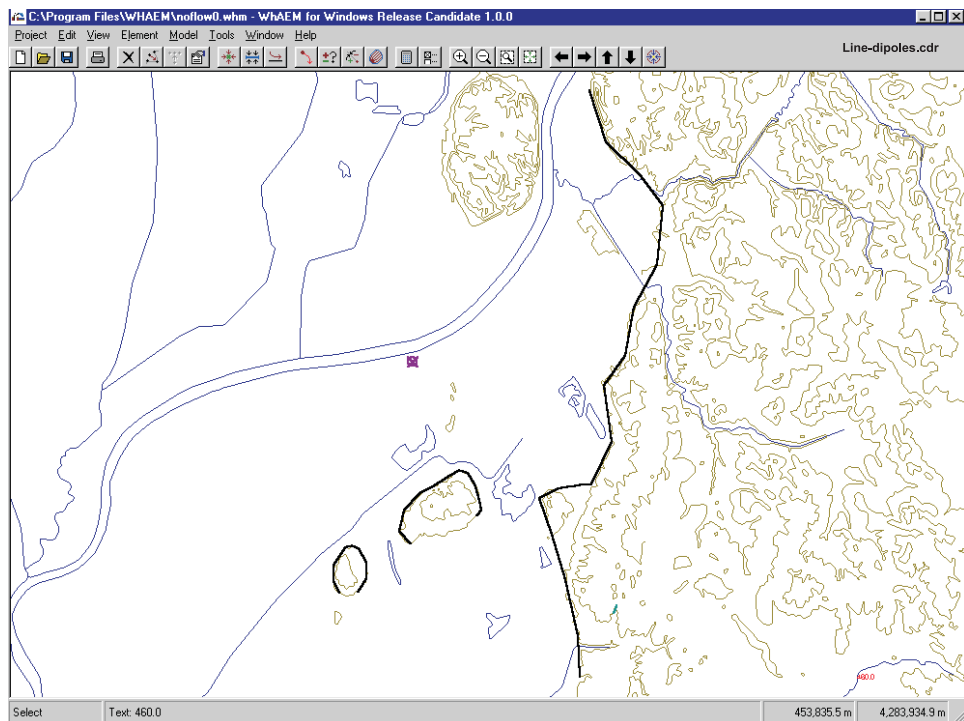 C:\Program Files\WHAEM\noflow0.whm - WhAEM for Windows Release Candidate 1.0.0
Project Edit View Element Model Tools Window Help
Line-dipoles.cdr
460.0
Select Text: 460.0 453,835.5 m 4,283,934.9 m